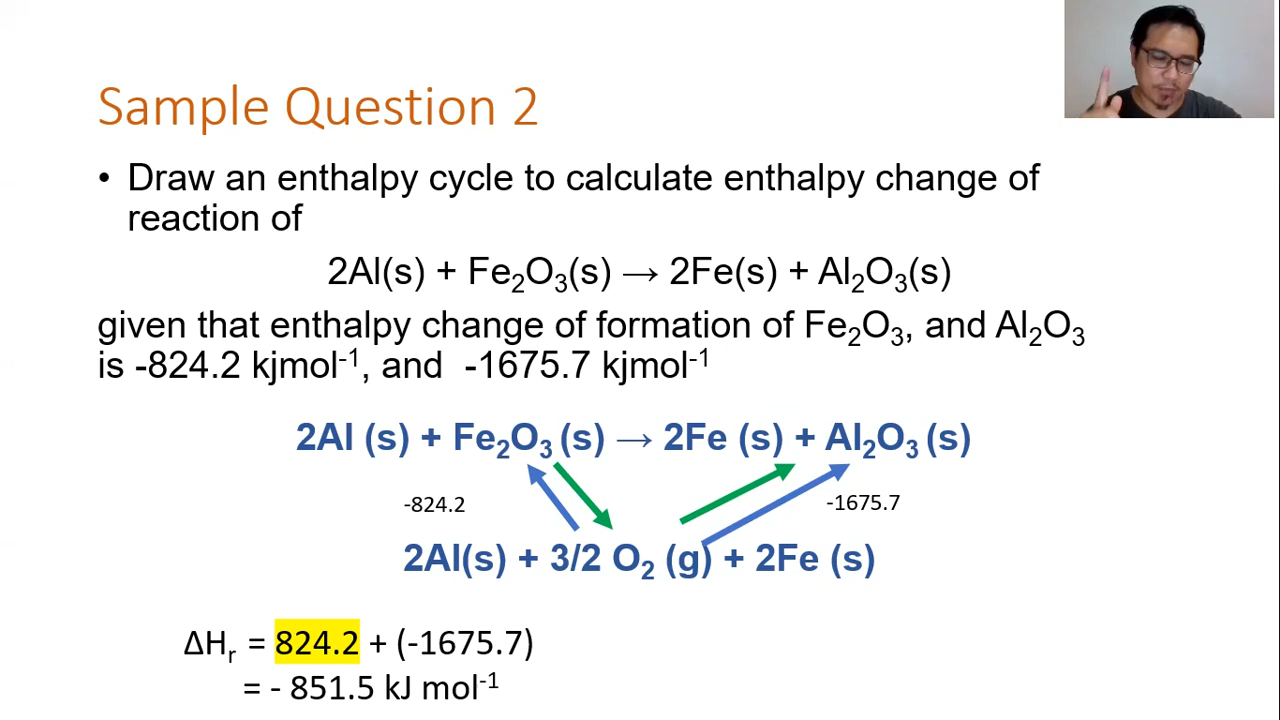 Sample Question 2
• Draw an enthalpy cycle to calculate enthalpy change of
reaction of
2Al(s) + Fe₂O₃(s) → 2Fe(s) + Al₂O₃(s)
given that enthalpy change of formation of Fe₂O₃, and Al₂O₃
is -824.2 kjmol⁻¹, and -1675.7 kjmol⁻¹
2Al (s) + Fe₂O₃ (s) → 2Fe (s) + Al₂O₃ (s)
-824.2
-1675.7
2Al(s) + 3/2 O₂ (g) + 2Fe (s)
ΔHᵣ = 824.2 + (-1675.7)
= - 851.5 kJ mol⁻¹